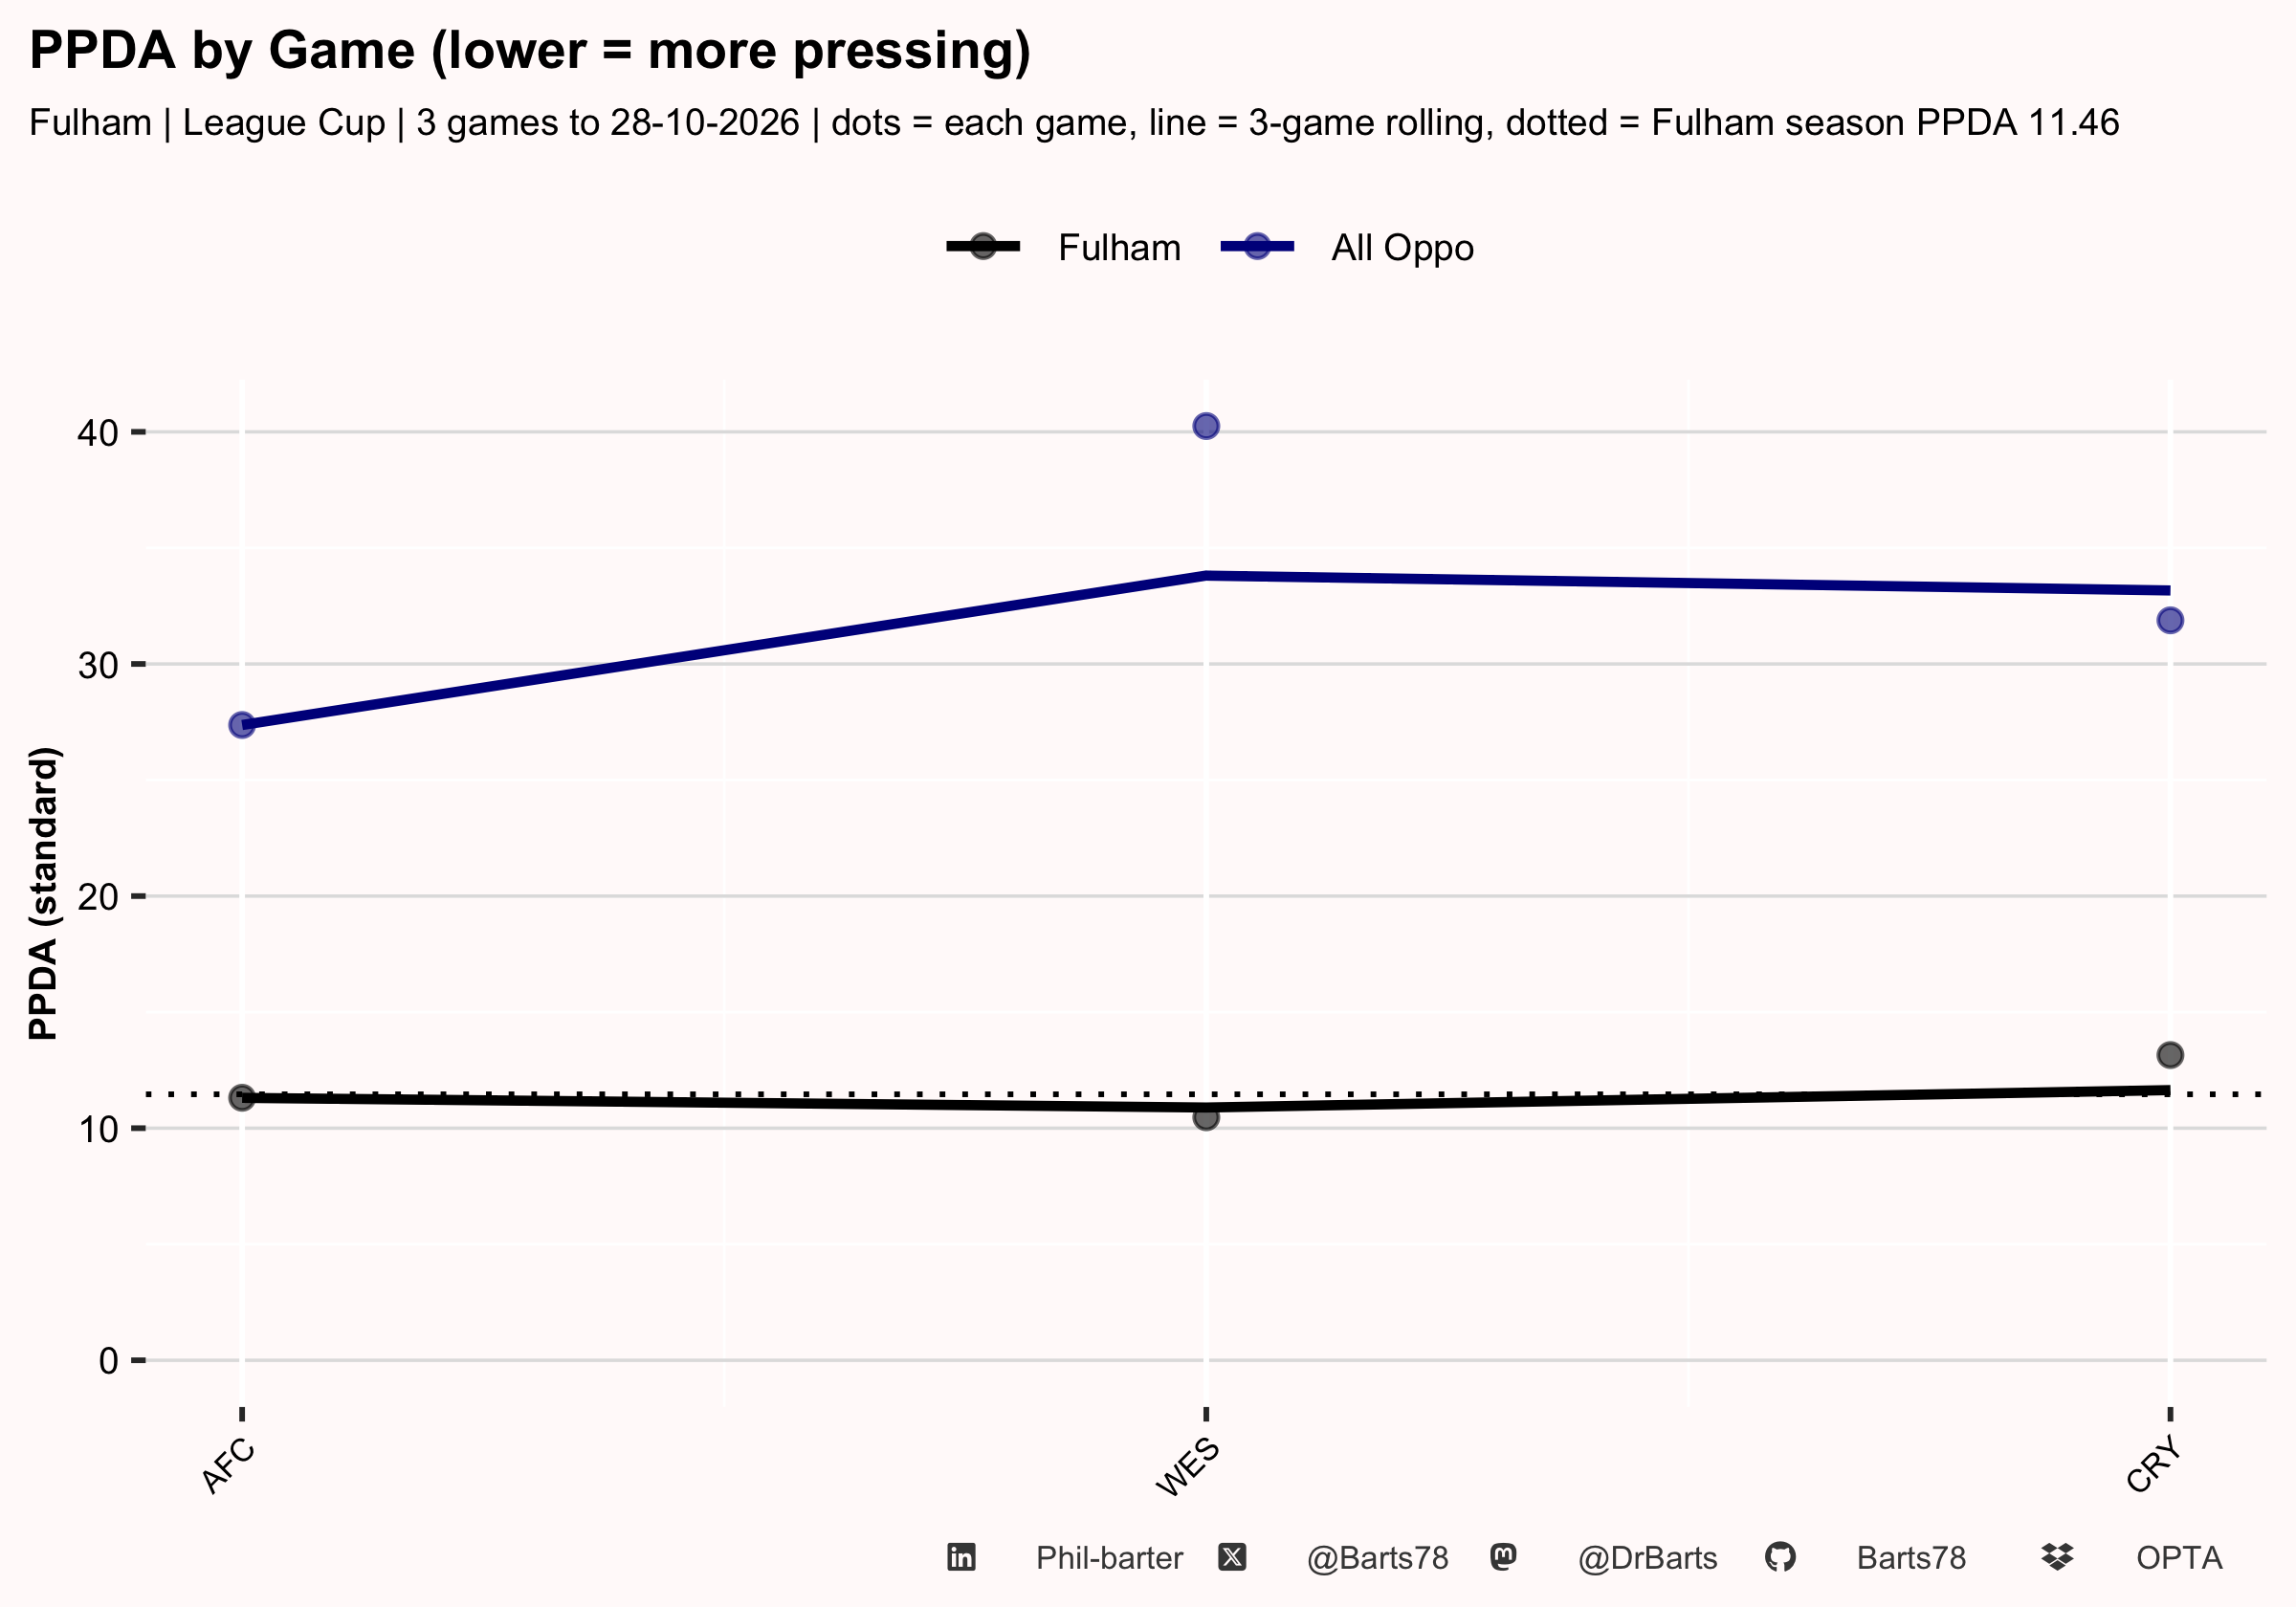 PPDA by Game (lower = more pressing)
Fulham | League Cup | 3 games to 28-10-2026 | dots = each game, line = 3-game rolling, dotted = Fulham season PPDA 11.46
Fulham All Oppo
PPDA (standard)
40
30
20
10
0
AFC WES CRY
Phil-barter @Barts78 @DrBarts Barts78 OPTA